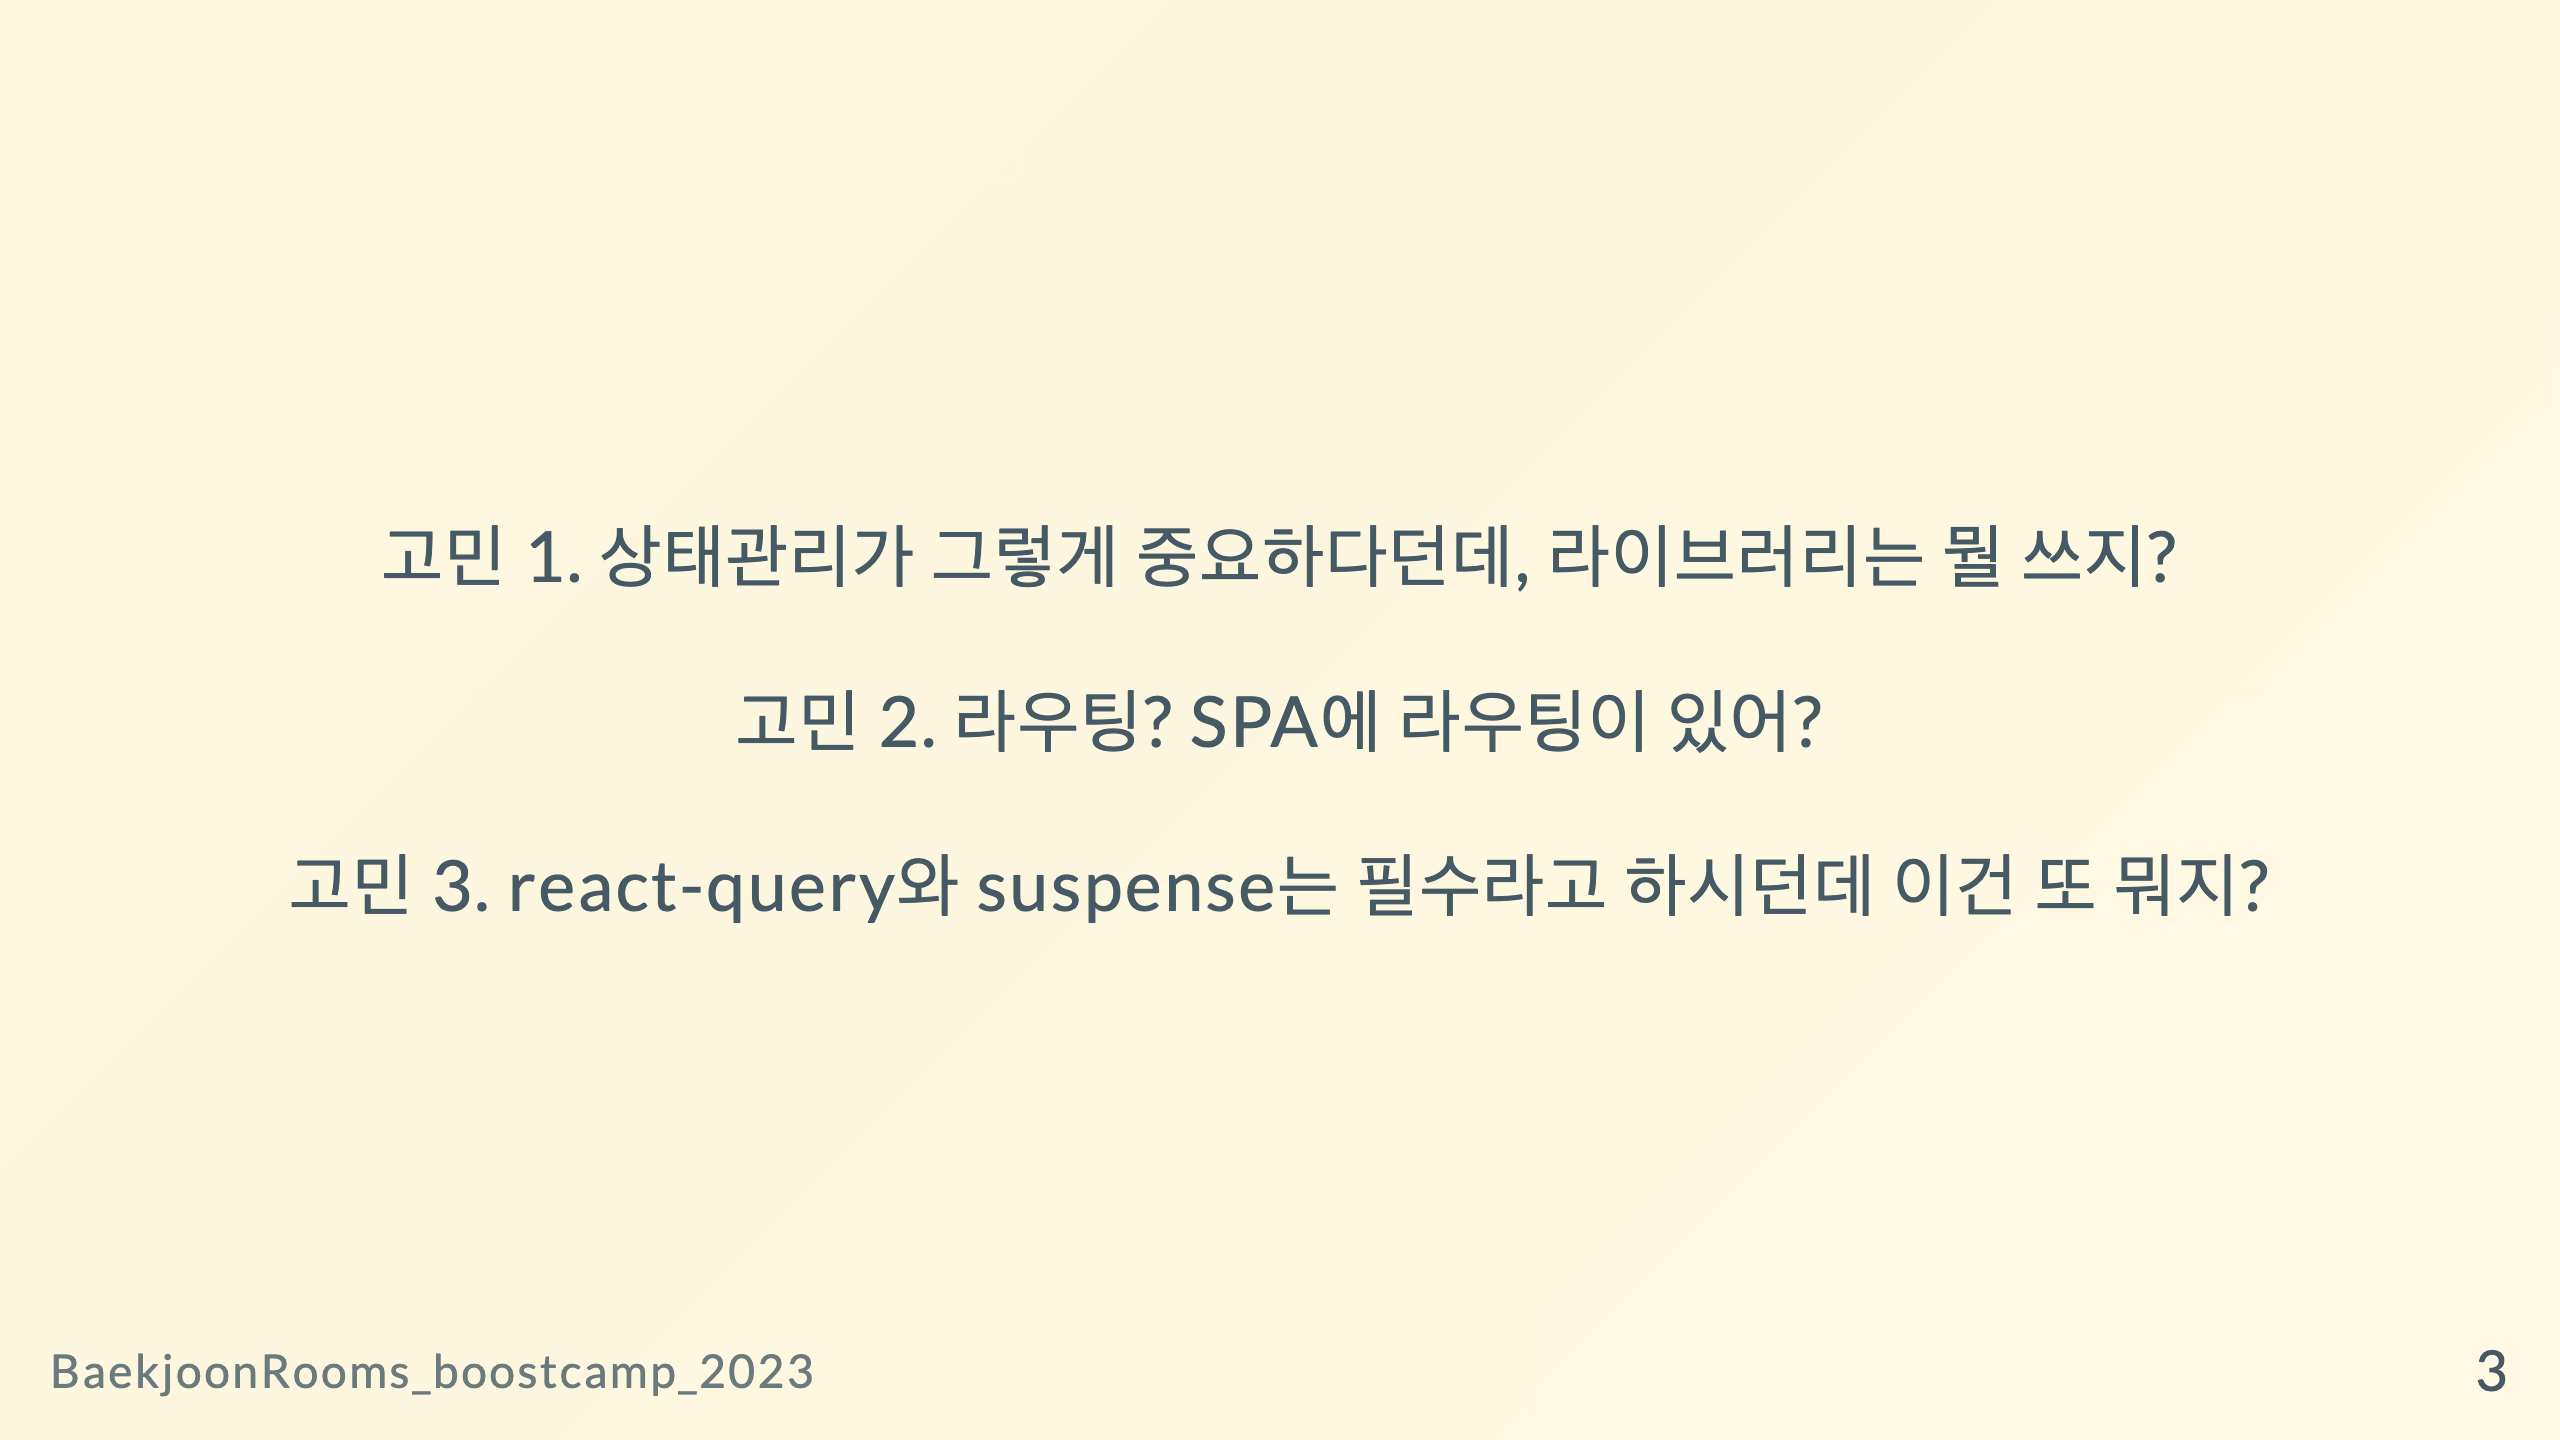 고민 1. 상태관리가 그렇게 중요하다던데, 라이브러리는 뭘 쓰지?
고민 2. 라우팅? SPA에 라우팅이 있어?
고민 3. react-query와 suspense는 필수라고 하시던데 이건 또 뭐지?
BaekjoonRooms_boostcamp_2023
3